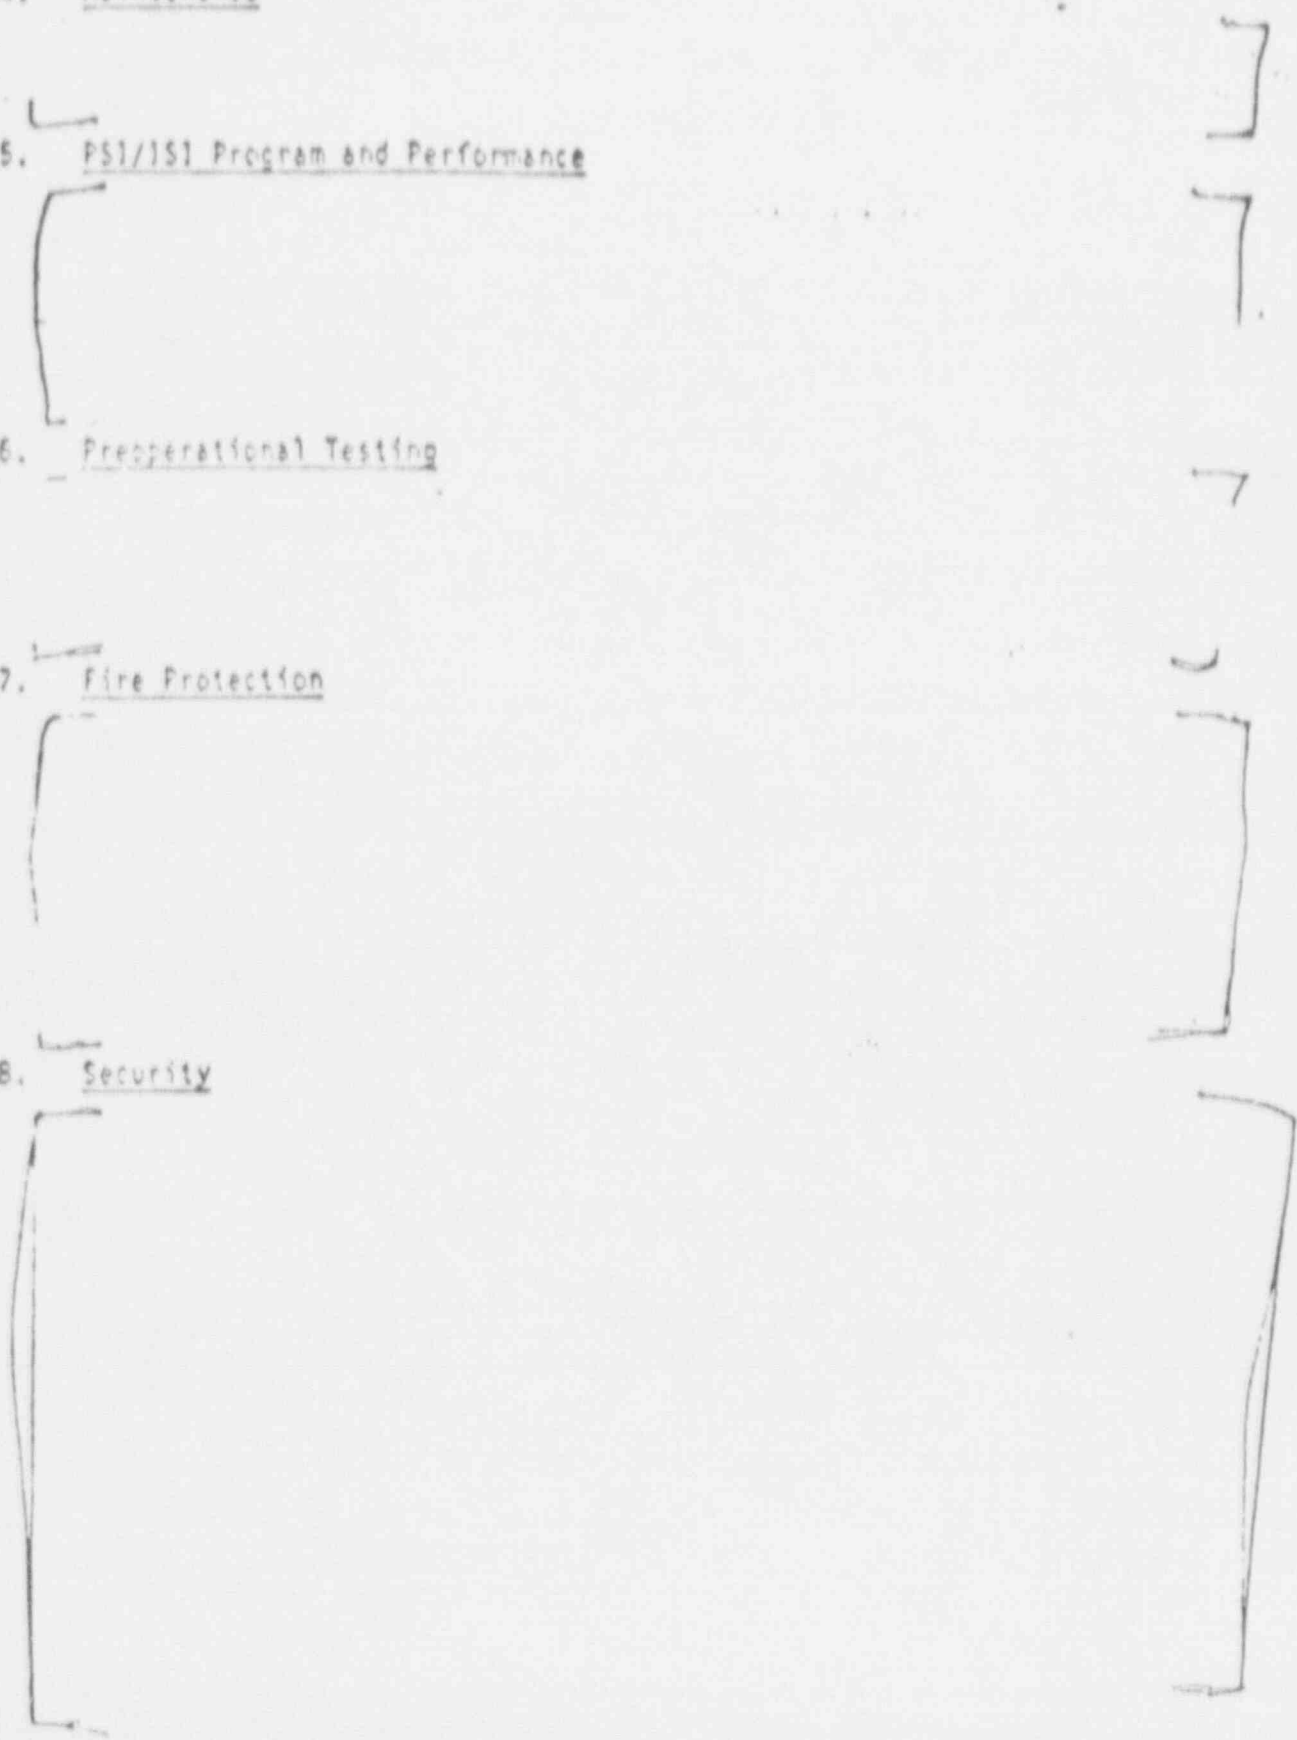 5. PSI/ISI Program and Performance
6. Preoperational Testing
7. Fire Protection
8. Security